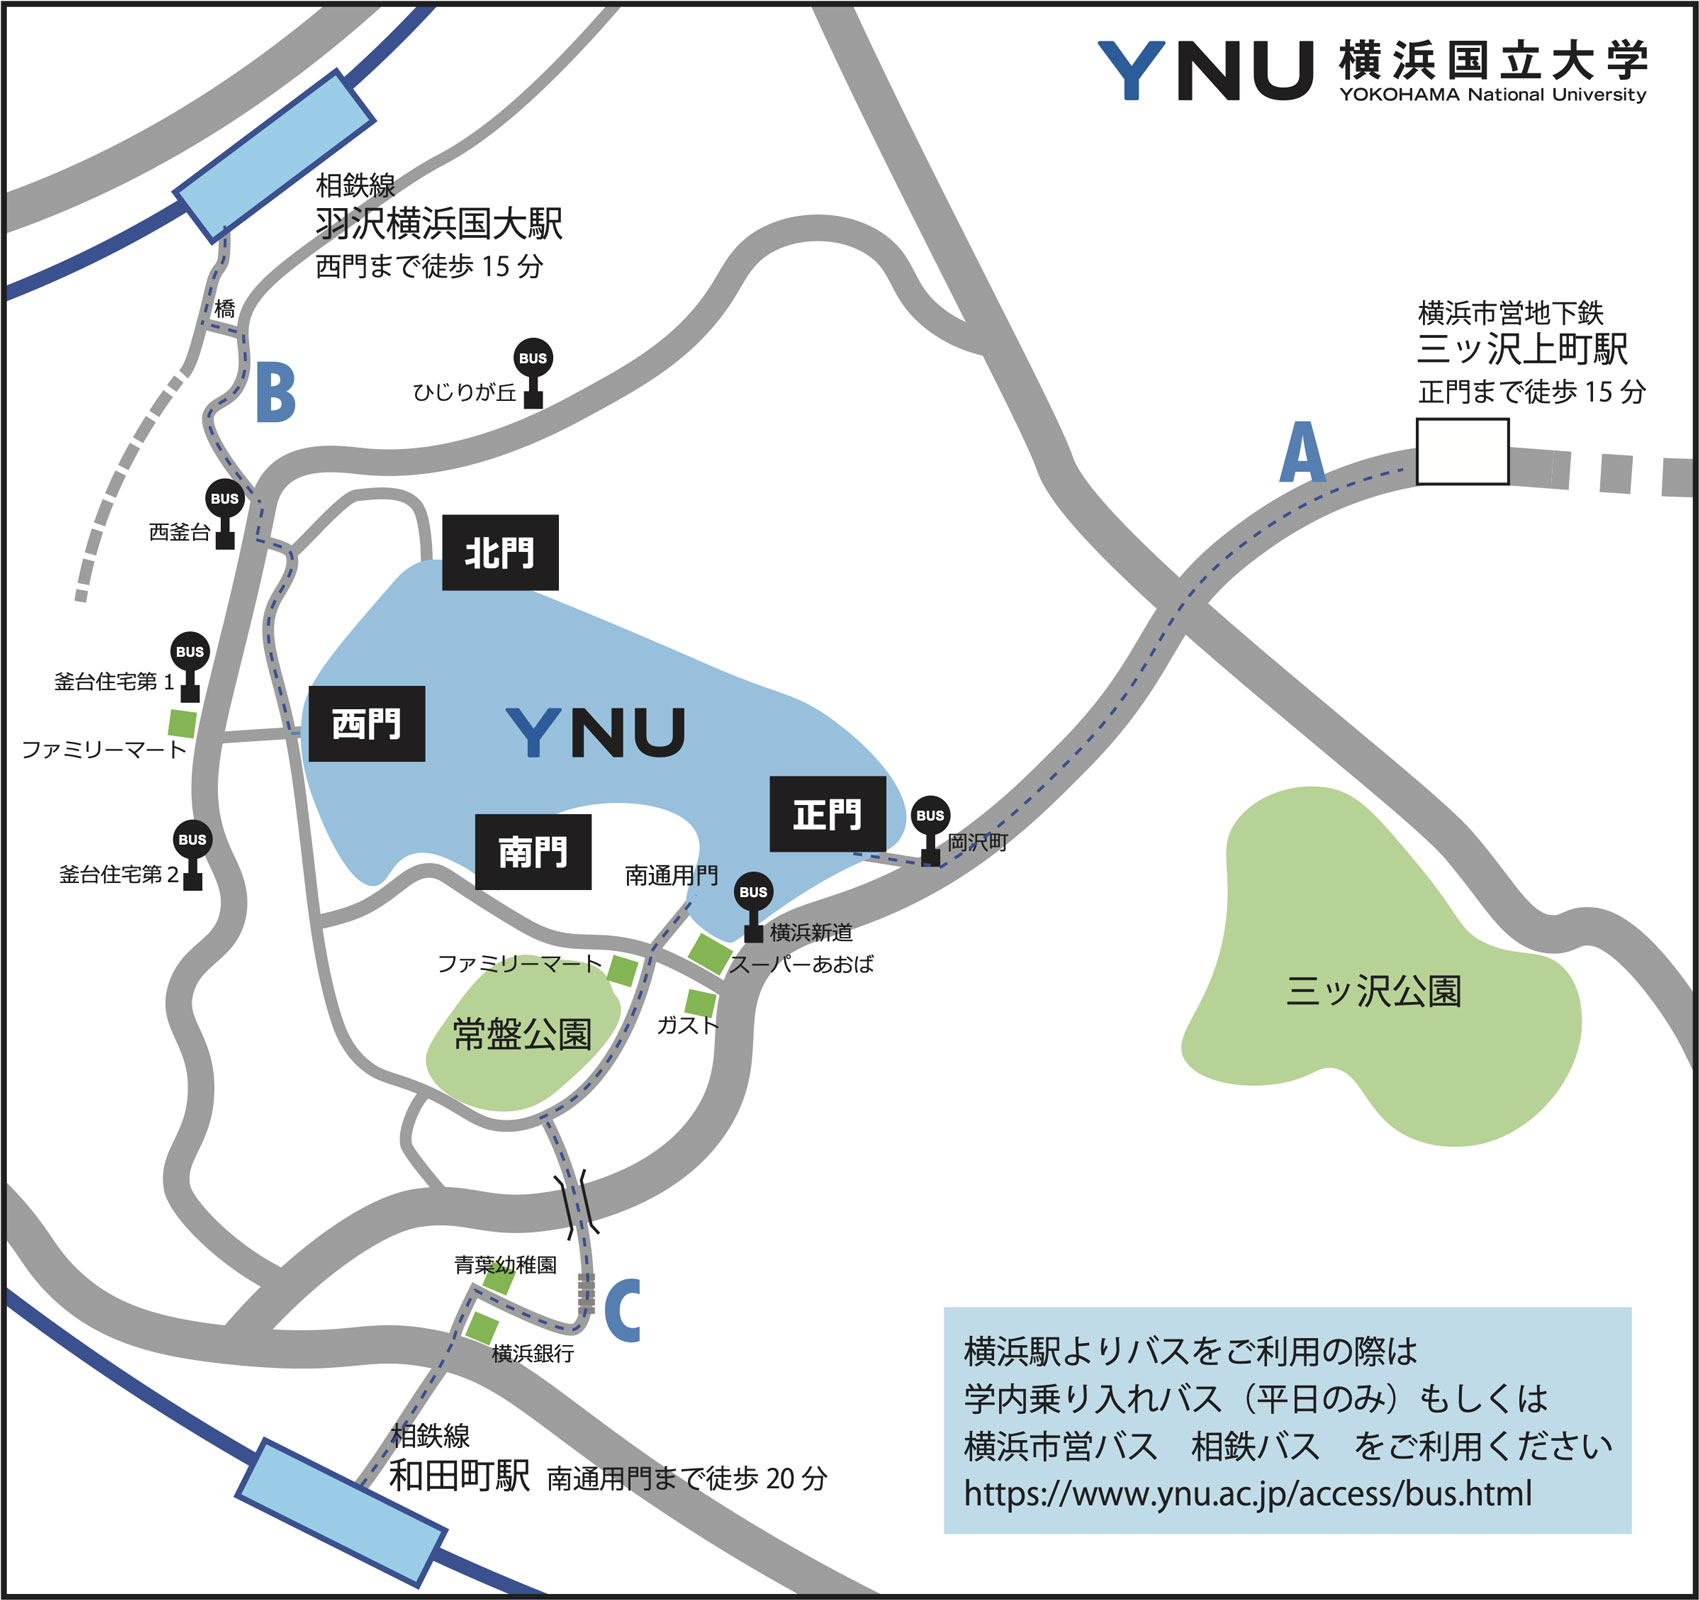 YNU 横浜国立大学
YOKOHAMA National University
相鉄線
羽沢横浜国大駅
西門まで徒歩 15 分
橋
B
BUS
ひじりが丘
横浜市営地下鉄
三ッ沢上町駅
正門まで徒歩 15 分
A
BUS
西釜台
北門
BUS
釜台住宅第 1
ファミリーマート
西門
YNU
正門
BUS
岡沢町
BUS
釜台住宅第 2
南門
南通用門
BUS
横浜新道
スーパーあおば
ファミリーマート
ガスト
常盤公園
三ッ沢公園
青葉幼稚園
C
横浜銀行
相鉄線
和田町駅 南通用門まで徒歩 20 分
横浜駅よりバスをご利用の際は
学内乗り入れバス（平日のみ）もしくは
横浜市営バス　相鉄バス　をご利用ください
https://www.ynu.ac.jp/access/bus.html